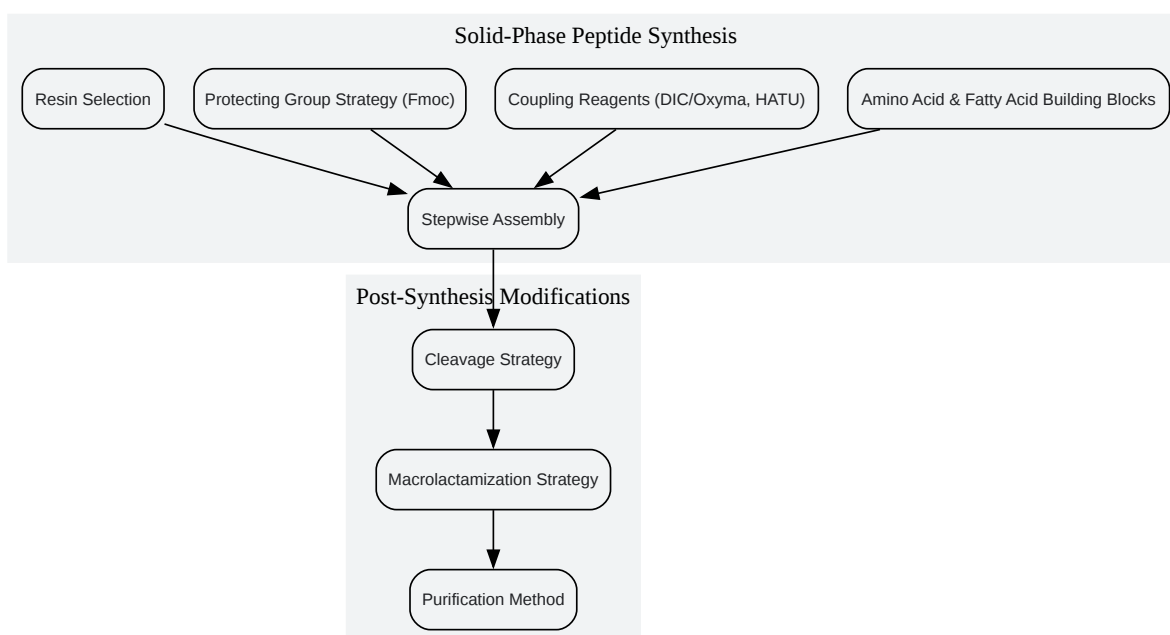 Solid-Phase Peptide Synthesis
Resin Selection
Protecting Group Strategy (Fmoc)
Coupling Reagents (DIC/Oxyma, HATU)
Amino Acid & Fatty Acid Building Blocks
Stepwise Assembly
Post-Synthesis Modifications
Cleavage Strategy
Macrolactamization Strategy
Purification Method